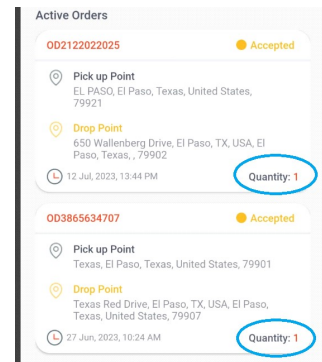 Active Orders
OD2122022025
Accepted
Pick up Point
EL PASO, El Paso, Texas, United States,
79921
Drop Point
650 Wallenberg Drive, El Paso, TX, USA, El
Paso, Texas, , 79902
12 Jul, 2023, 13:44 PM
Quantity: 1
OD3865634707
Accepted
Pick up Point
Texas, El Paso, Texas, United States, 79901
Drop Point
Texas Red Drive, El Paso, TX, USA, El Paso,
Texas, United States, 79907
27 Jun, 2023, 10:24 AM
Quantity: 1